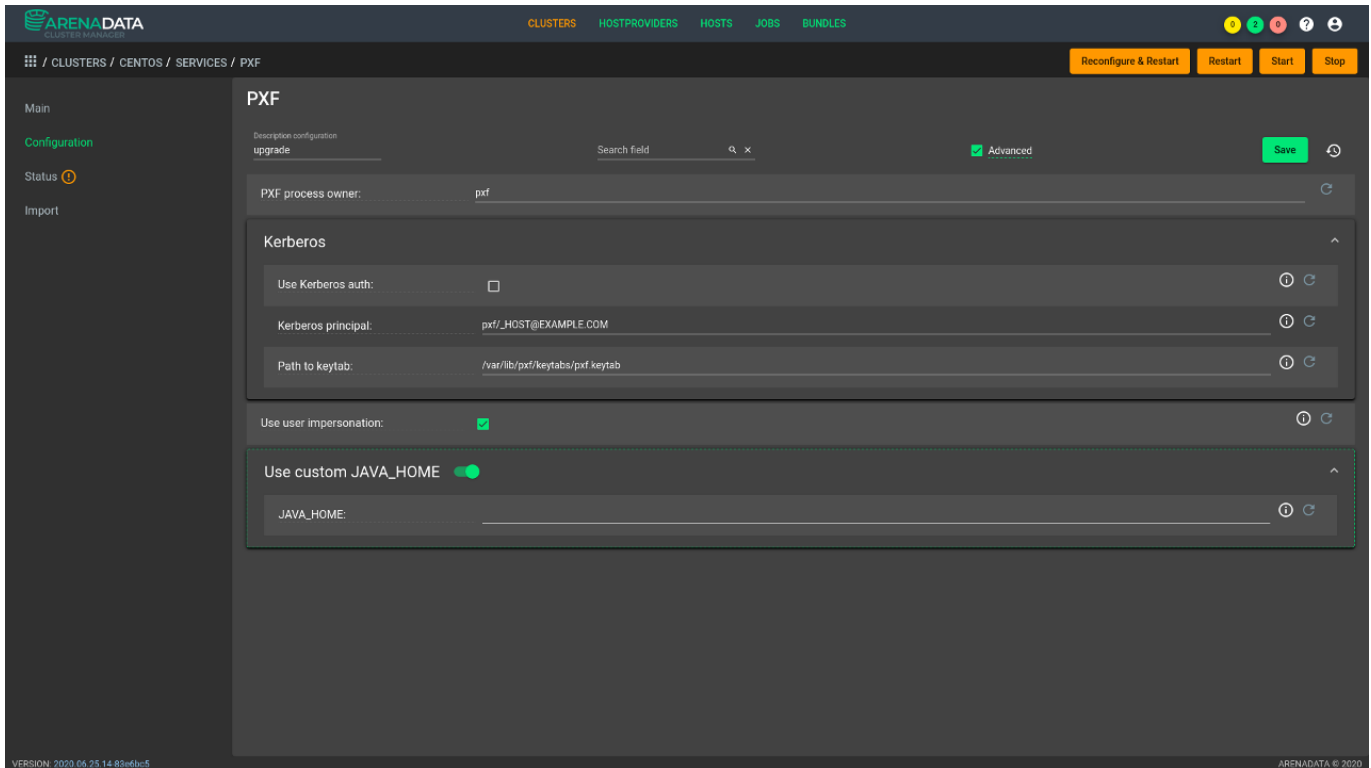 ARENADATA
CLUSTER MANAGER
CLUSTERS HOSTPROVIDERS HOSTS JOBS BUNDLES
0 2 0
/ CLUSTERS / CENTOS / SERVICES / PXF
Reconfigure & Restart Restart Start Stop
Main
Configuration
Status
Import
PXF
Description configuration
upgrade
Search field
Advanced
Save
PXF process owner: pxf
Kerberos
Use Kerberos auth:
Kerberos principal: pxf/_HOST@EXAMPLE.COM
Path to keytab: /var/lib/pxf/keytabs/pxf.keytab
Use user impersonation:
Use custom JAVA_HOME
JAVA_HOME:
VERSION: 2020.06.25.14-83e6bc5
ARENADATA © 2020